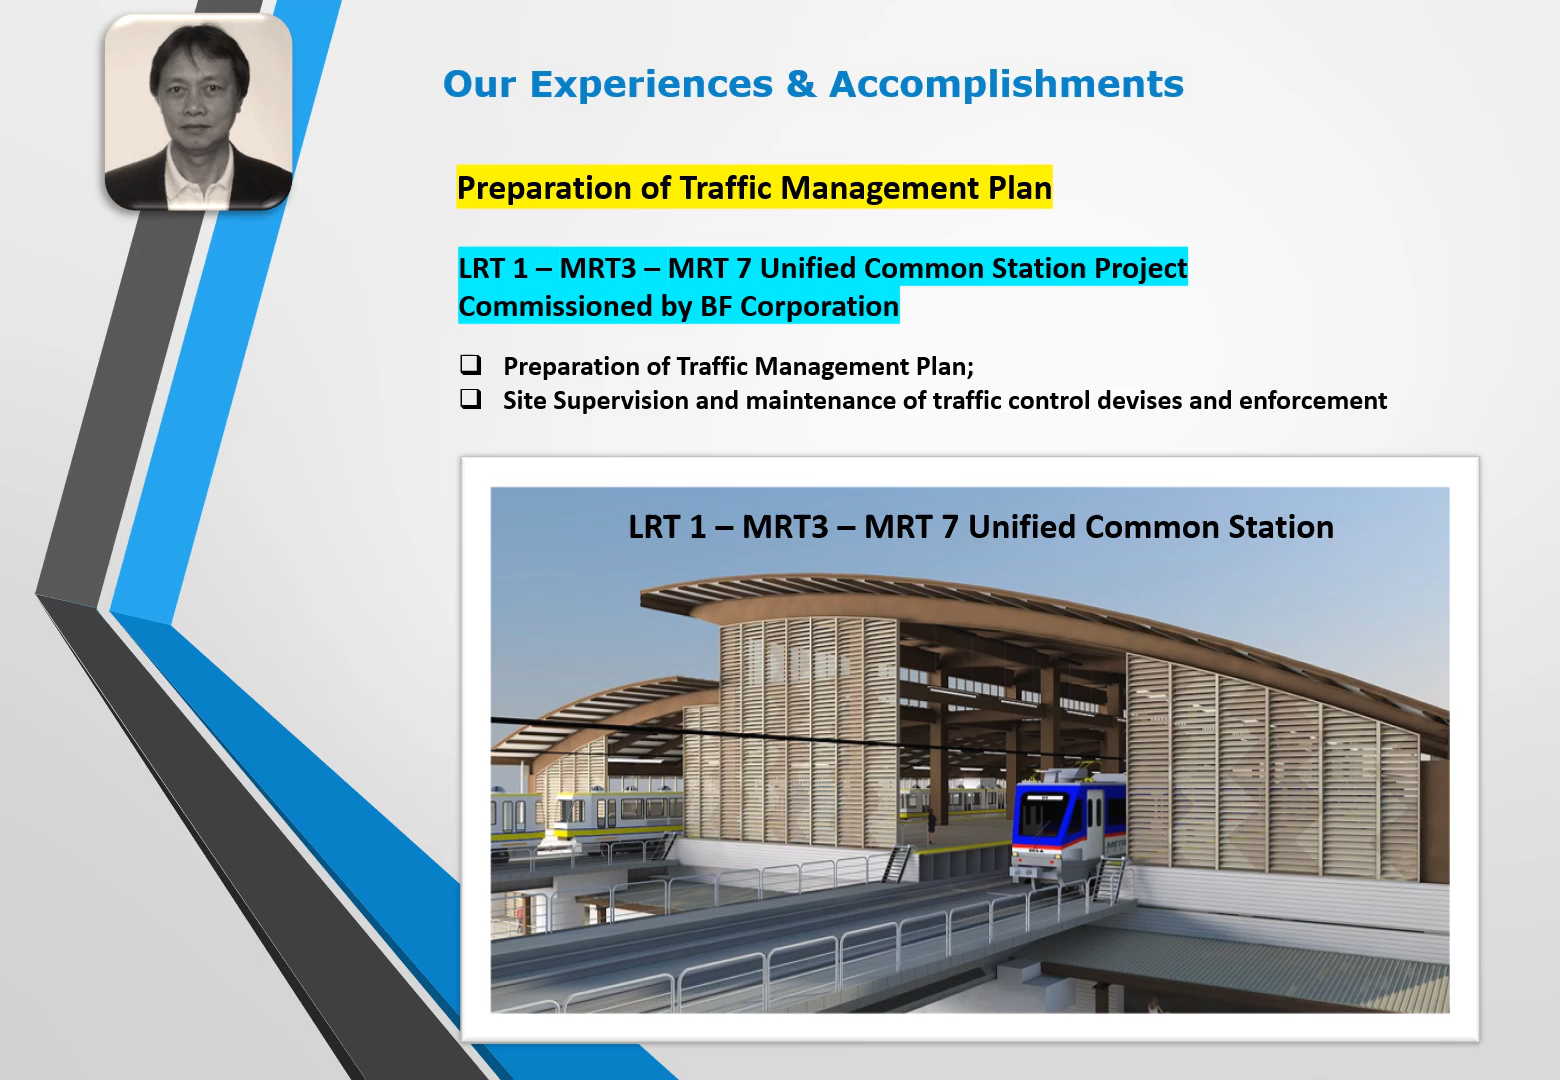 Our Experiences & Accomplishments
Preparation of Traffic Management Plan
LRT 1 – MRT3 – MRT 7 Unified Common Station Project
Commissioned by BF Corporation
❑ Preparation of Traffic Management Plan;
❑ Site Supervision and maintenance of traffic control devises and enforcement
LRT 1 – MRT3 – MRT 7 Unified Common Station
METR